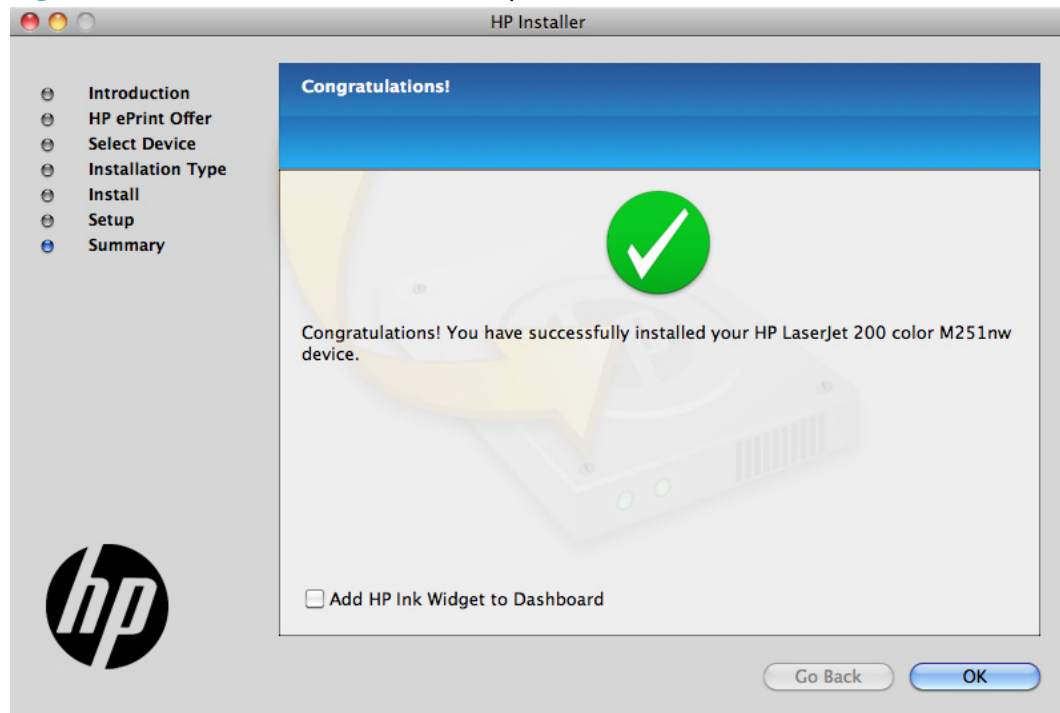 HP Installer
Introduction
HP ePrint Offer
Select Device
Installation Type
Install
Setup
Summary
Congratulations!
Congratulations! You have successfully installed your HP LaserJet 200 color M251nw
device.
Add HP Ink Widget to Dashboard
hp
Go Back
OK